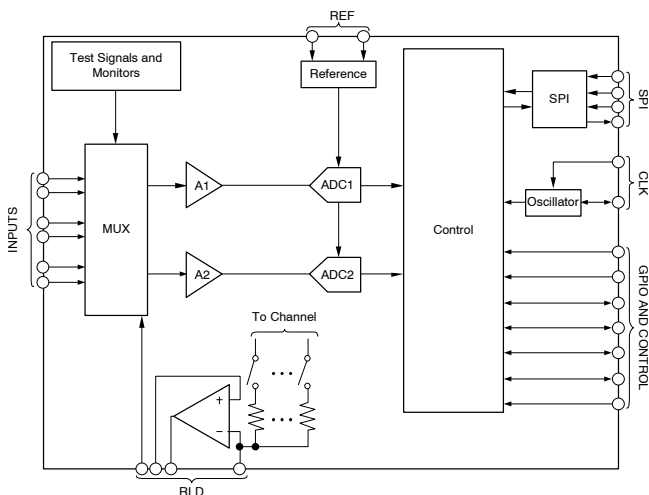 REF
Test Signals and
Monitors
Reference
SPI
SPI
A1
ADC1
MUX
INPUTS
Control
Oscillator
CLK
A2
ADC2
To Channel
GPIO AND CONTROL
+
−
RLD